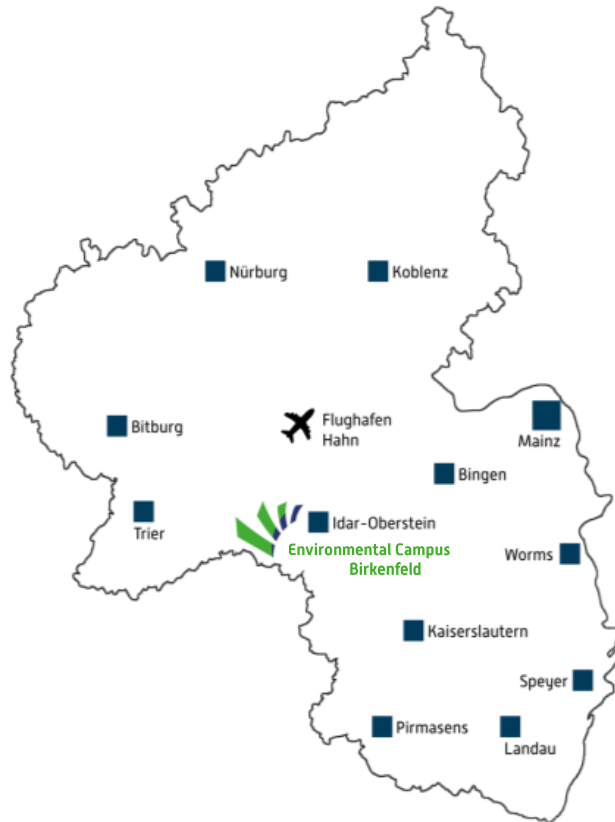 Nürburg
Koblenz
Flughafen
Hahn
Bitburg
Mainz
Bingen
Idar-Oberstein
Trier
Environmental Campus
Birkenfeld
Worms
Kaiserslautern
Speyer
Pirmasens
Landau